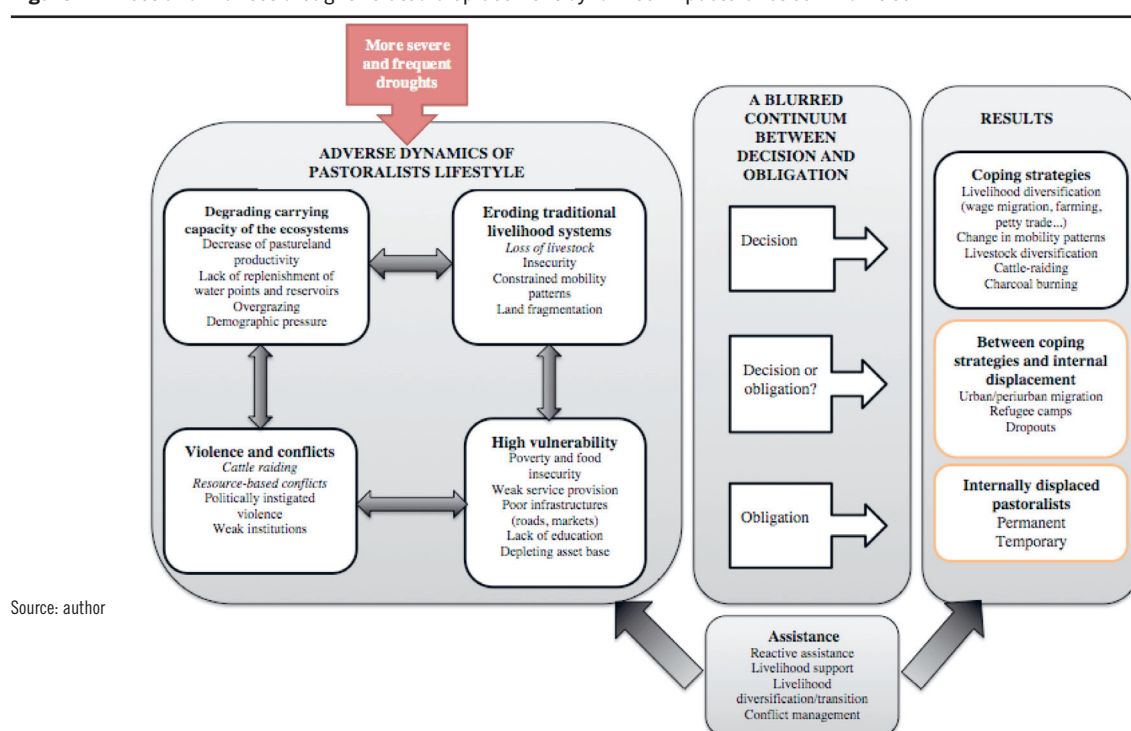 More severe
and frequent
droughts
ADVERSE DYNAMICS OF
PASTORALISTS LIFESTYLE
Degrading carrying
capacity of the ecosystems
Decrease of pastureland
productivity
Lack of replenishment of
water points and reservoirs
Overgrazing
Demographic pressure
Eroding traditional
livelihood systems
Loss of livestock
Insecurity
Constrained mobility
patterns
Land fragmentation
Violence and conflicts
Cattle raiding
Resource-based conflicts
Politically instigated
violence
Weak institutions
High vulnerability
Poverty and food
insecurity
Weak service provision
Poor infrastructures
(roads, markets)
Lack of education
Depleting asset base
A BLURRED
CONTINUUM
BETWEEN
DECISION AND
OBLIGATION
Decision
Decision or
obligation?
Obligation
RESULTS
Coping strategies
Livelihood diversification
(wage migration, farming,
petty trade...)
Change in mobility patterns
Livestock diversification
Cattle-raiding
Charcoal burning
Between coping
strategies and internal
displacement
Urban/periurban migration
Refugee camps
Dropouts
Internally displaced
pastoralists
Permanent
Temporary
Assistance
Reactive assistance
Livelihood support
Livelihood
diversification/transition
Conflict management
Source: author